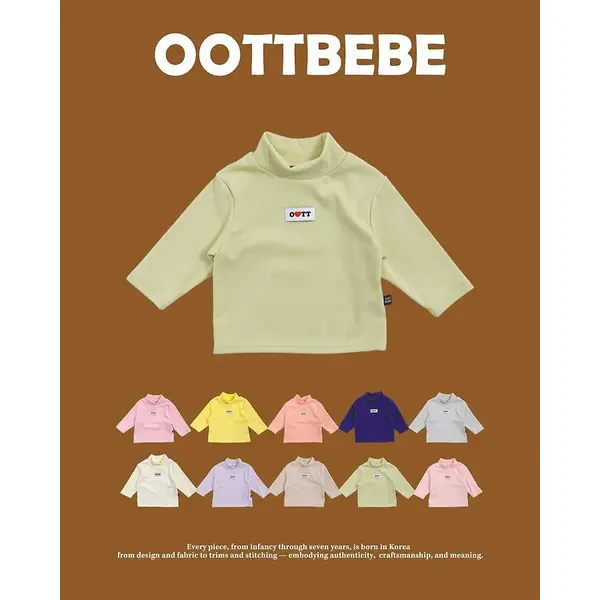 OOTTBEBE
O♥TT
Every piece, from infancy through seven years, is born in Korea
from design and fabric to trims and stitching — embodying authenticity, craftsmanship, and meaning.